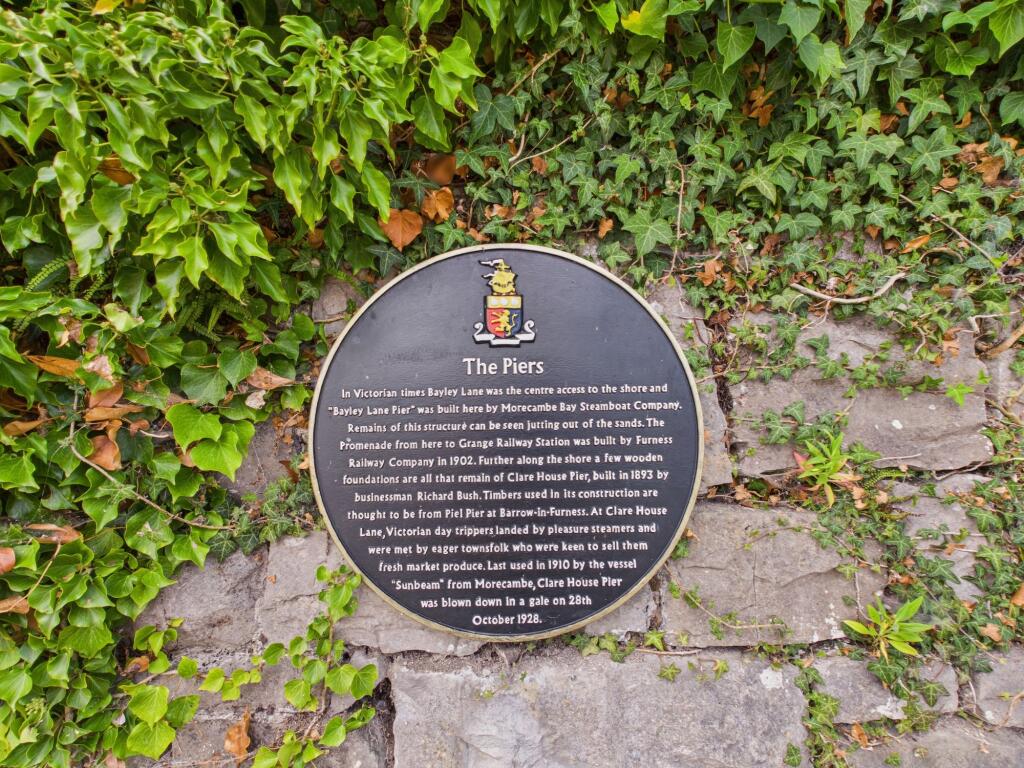 The Piers
In Victorian times Bayley Lane was the centre access to the shore and
"Bayley Lane Pier" was built here by Morecambe Bay Steamboat Company.
Remains of this structure can be seen jutting out of the sands. The
Promenade from here to Grange Railway Station was built by Furness
Railway Company in 1902. Further along the shore a few wooden
foundations are all that remain of Clare House Pier, built in 1893 by
businessman Richard Bush. Timbers used in its construction are
thought to be from Piel Pier at Barrow-In-Furness. At Clare House
Lane, Victorian day trippers landed by pleasure steamers and
were met by eager townsfolk who were keen to sell them
fresh market produce. Last used in 1910 by the vessel
"Sunbeam" from Morecambe, Clare House Pier
was blown down in a gale on 28th
October 1928.